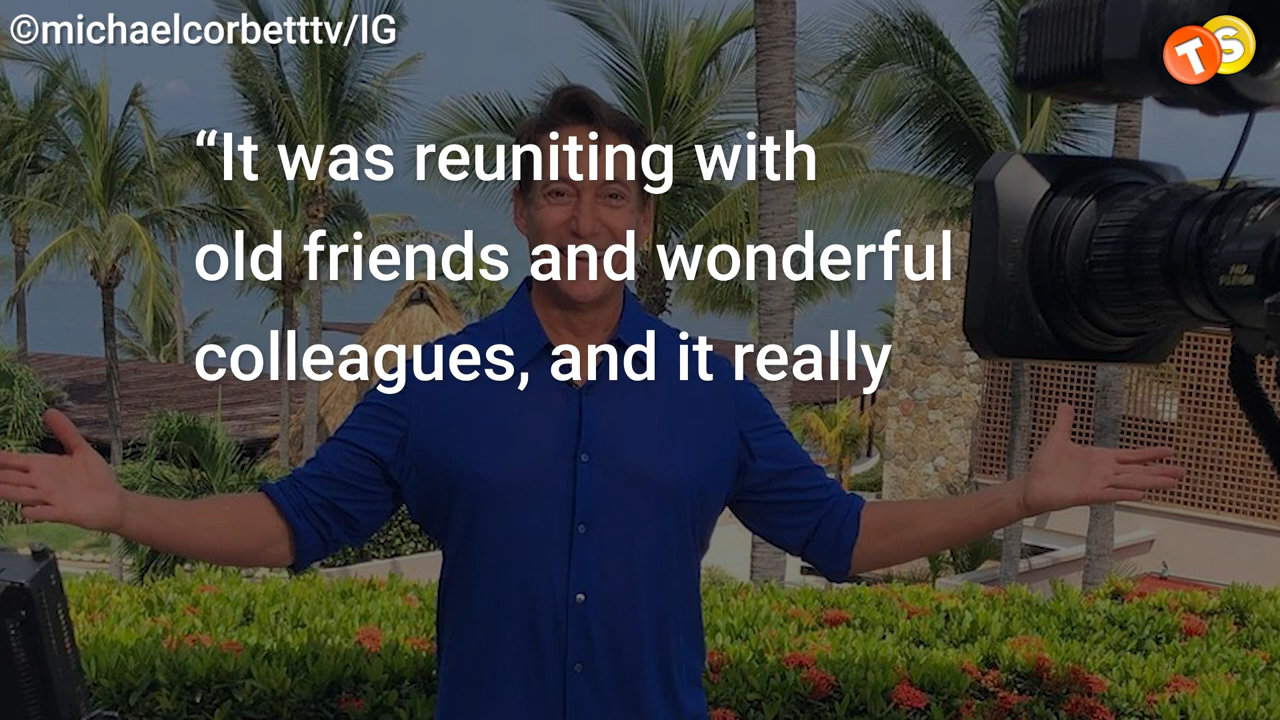 ©michaelcorbetttv/IG
TS
“It was reuniting with
old friends and wonderful
colleagues, and it really